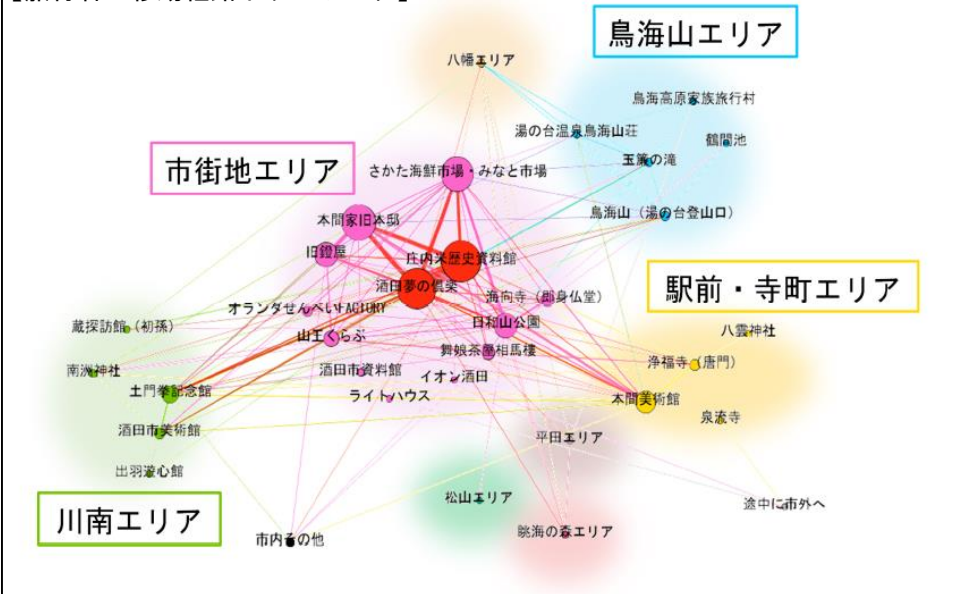 八幡エリア
鳥海山エリア
鳥海高原家族旅行村
湯の台温泉鳥海山荘
鶴間池
玉簾の滝
市街地エリア
さかた海鮮市場・みなと市場
鳥海山（湯の台登山口）
本間家旧本邸
旧鐙屋
庄内米歴史資料館
酒田夢の倶楽
駅前・寺町エリア
海向寺（即身仏堂）
オランダせんべいFACTORY
日和山公園
蔵探訪館（初孫）
八雲神社
山王くらぶ
舞娘茶屋相馬樓
浄福寺（唐門）
南洲神社
酒田市資料館
イオン酒田
土門拳記念館
ライトハウス
本間美術館
泉流寺
酒田市美術館
平田エリア
出羽遊心館
松山エリア
途中に市外へ
川南エリア
市内その他
眺海の森エリア